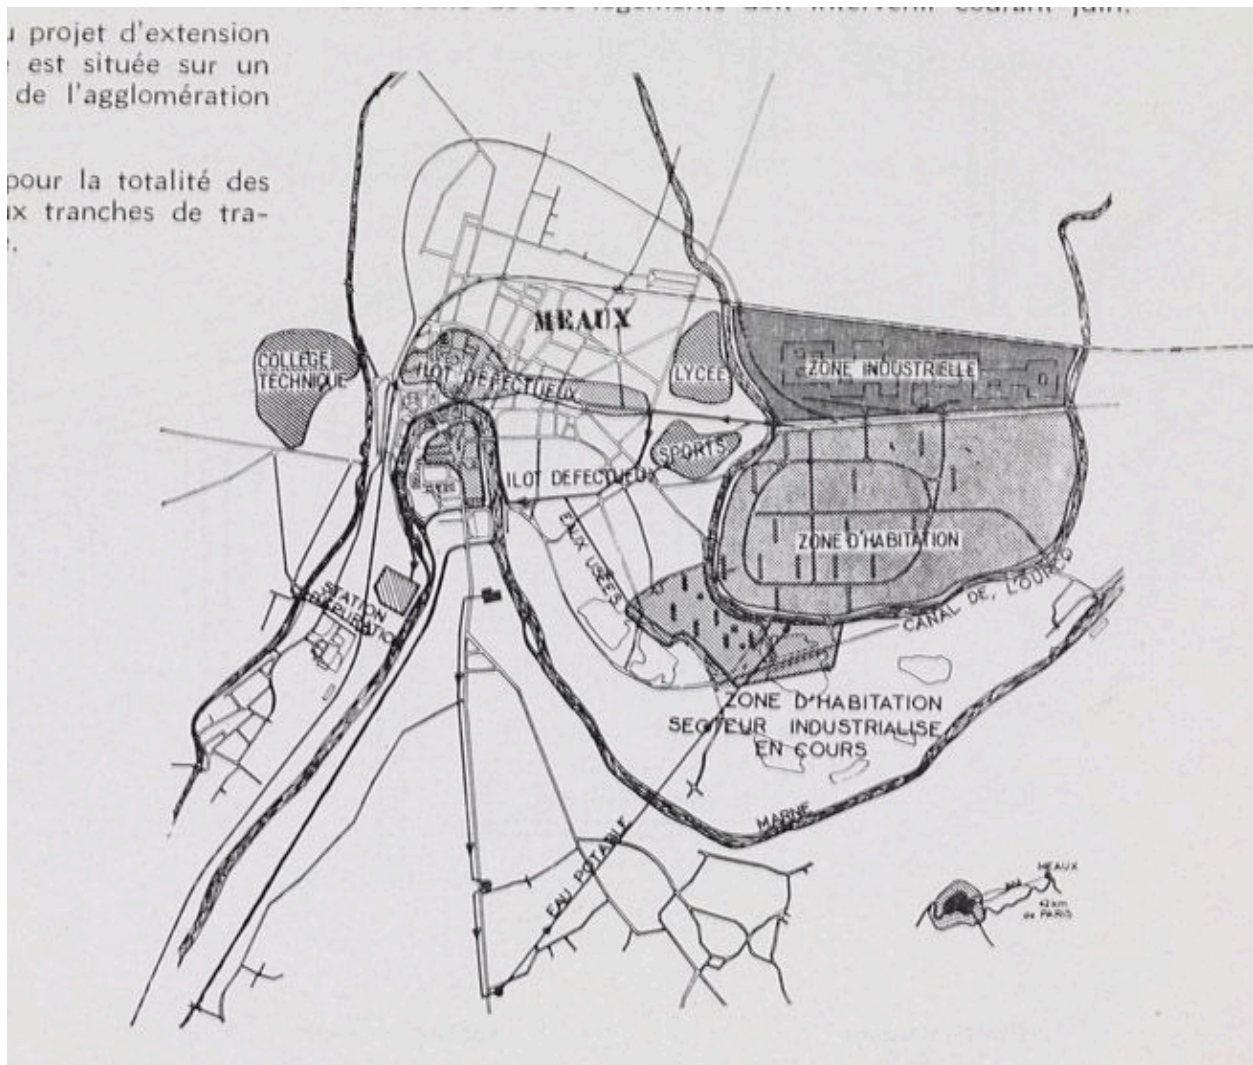 projet d'extension
est située sur un
de l'agglomération
pour la totalité des
tranches de tra-
MEAUX
COLLEGE
TECHNIQUE
ILOT DEFECTUEUX
LYCEE
ZONE INDUSTRIELLE
SPORTS
ILOT DEFECTUEUX
ZONE D'HABITATION
EAUX USÉES
STATION
D'EPURATION
CANAL DE L'OURCQ
ZONE D'HABITATION
SECTEUR INDUSTRIALISE
EN COURS
MARNE
EAU POTABLE
MEAUX
42 km
de PARIS